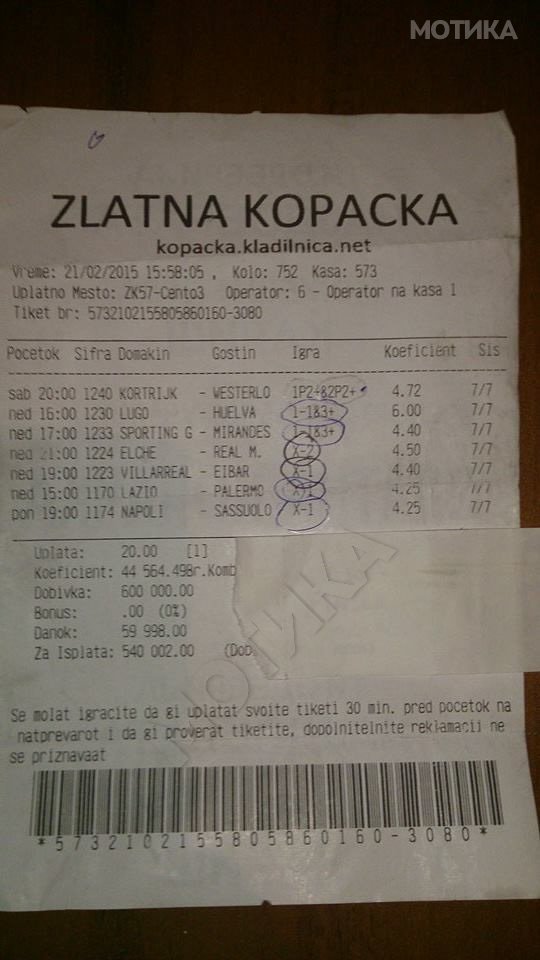 МОТИКА
ZLATNA KOPACKA
kopacka.kladilnica.net
Vreme: 21/02/2015 15:58:05 , Kolo: 752 Kasa: 573
Uplatno Mesto: ZK57-Cento3 Operator: 6 - Operator na kasa 1
Tiket br: 5732102155805860160-3080
Pocetok Sifra Domakin Gostin Igra Koeficient Sis
sab 20:00 1240 KORTRIJK - WESTERLO 1P2+&2P2+ 4.72 7/7
ned 16:00 1230 LUGO - HUELVA 1-1&3+ 6.00 7/7
ned 17:00 1233 SPORTING G - MIRANDES 1-1&3+ 4.40 7/7
ned 21:00 1224 ELCHE - REAL M. X-2 4.50 7/7
ned 19:00 1223 VILLARREAL - EIBAR X-1 4.40 7/7
ned 15:00 1170 LAZIO - PALERMO X-1 4.25 7/7
pon 19:00 1174 NAPOLI - SASSUOLO X-1 4.25 7/7
Uplata: 20.00 [1]
Koeficient: 44 564.498r.Komb
Dobivka: 600 000.00
Bonus: .00 (0%)
Danok: 59 998.00
Za Isplata: 540 002.00 (Dob.
МОТИКА
Se molat igracite da gi uplatat svoite tiketi 30 min. pred pocetok na
natprevarot i da gi proverat tiketite, dopolnitelnite reklamacii ne
se priznavaat
*5732102155805860160-3080*